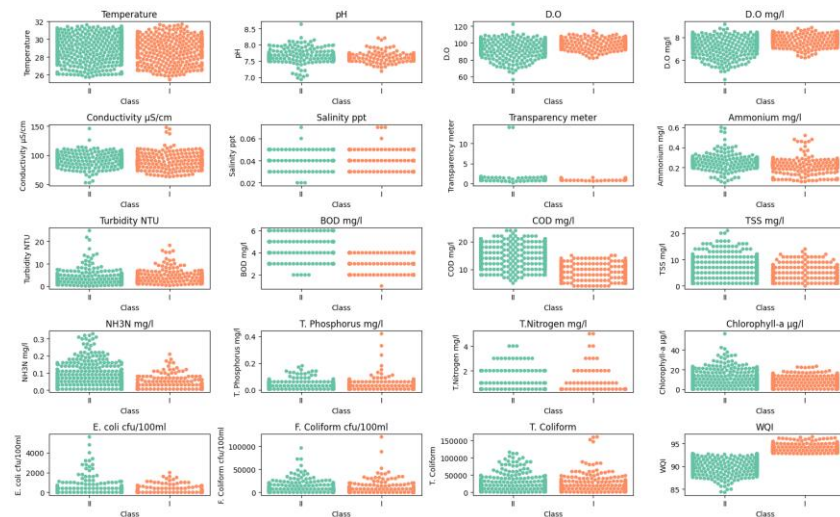 Temperature
Temperature
32
30
28
26
II
I
Class
pH
pH
8.5
8.0
7.5
7.0
II
I
Class
D.O
D.O
120
100
80
60
II
I
Class
D.O mg/l
D.O mg/l
8
6
II
I
Class
Conductivity µS/cm
Conductivity µS/cm
150
100
50
II
I
Class
Salinity ppt
Salinity ppt
0.06
0.04
0.02
II
I
Class
Transparency meter
Transparency meter
15
10
5
0
II
I
Class
Ammonium mg/l
Ammonium mg/l
0.6
0.4
0.2
II
I
Class
Turbidity NTU
Turbidity NTU
20
10
0
II
I
Class
BOD mg/l
BOD mg/l
6
4
2
II
I
Class
COD mg/l
COD mg/l
20
10
II
I
Class
TSS mg/l
TSS mg/l
20
10
0
II
I
Class
NH3N mg/l
NH3N mg/l
0.3
0.2
0.1
0.0
II
I
Class
T. Phosphorus mg/l
T. Phosphorus mg/l
0.4
0.2
0.0
II
I
Class
T.Nitrogen mg/l
T.Nitrogen mg/l
4
2
II
I
Class
Chlorophyll-a µg/l
Chlorophyll-a µg/l
40
20
0
II
I
Class
E. coli cfu/100ml
E. coli cfu/100ml
4000
2000
0
II
I
Class
F. Coliform cfu/100ml
F. Coliform cfu/100ml
100000
50000
0
II
I
Class
T. Coliform
T. Coliform
150000
100000
50000
0
II
I
Class
WQI
WQI
95
90
85
II
I
Class